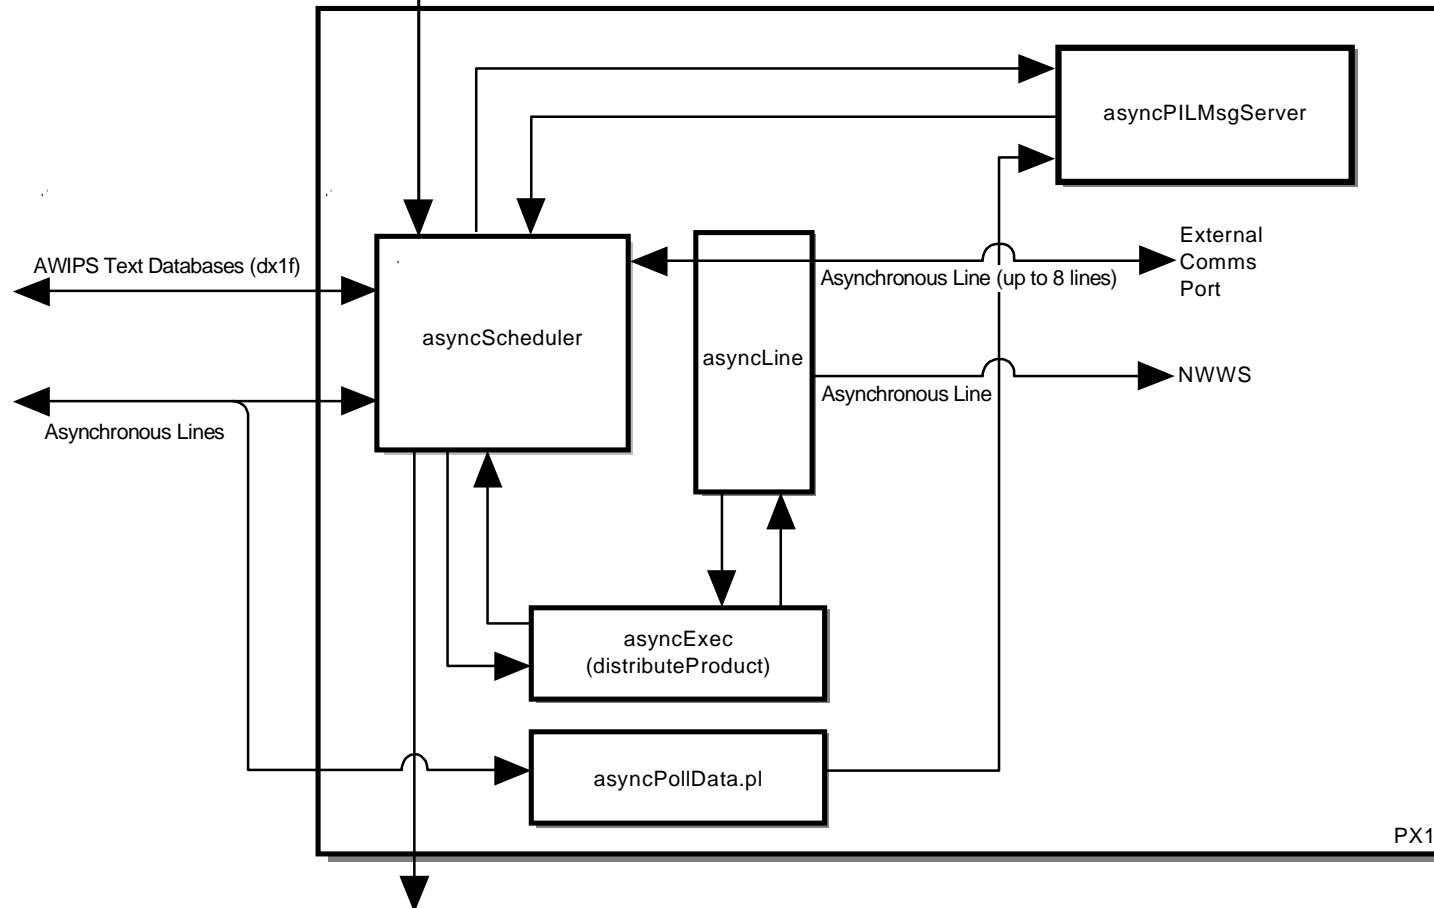 asyncPILMsgServer
External
Comms
Port
AWIPS Text Databases (dx1f)
Asynchronous Line (up to 8 lines)
asyncScheduler
asyncLine
NWWS
Asynchronous Line
Asynchronous Lines
asyncExec
(distributeProduct)
asyncPollData.pl
PX1